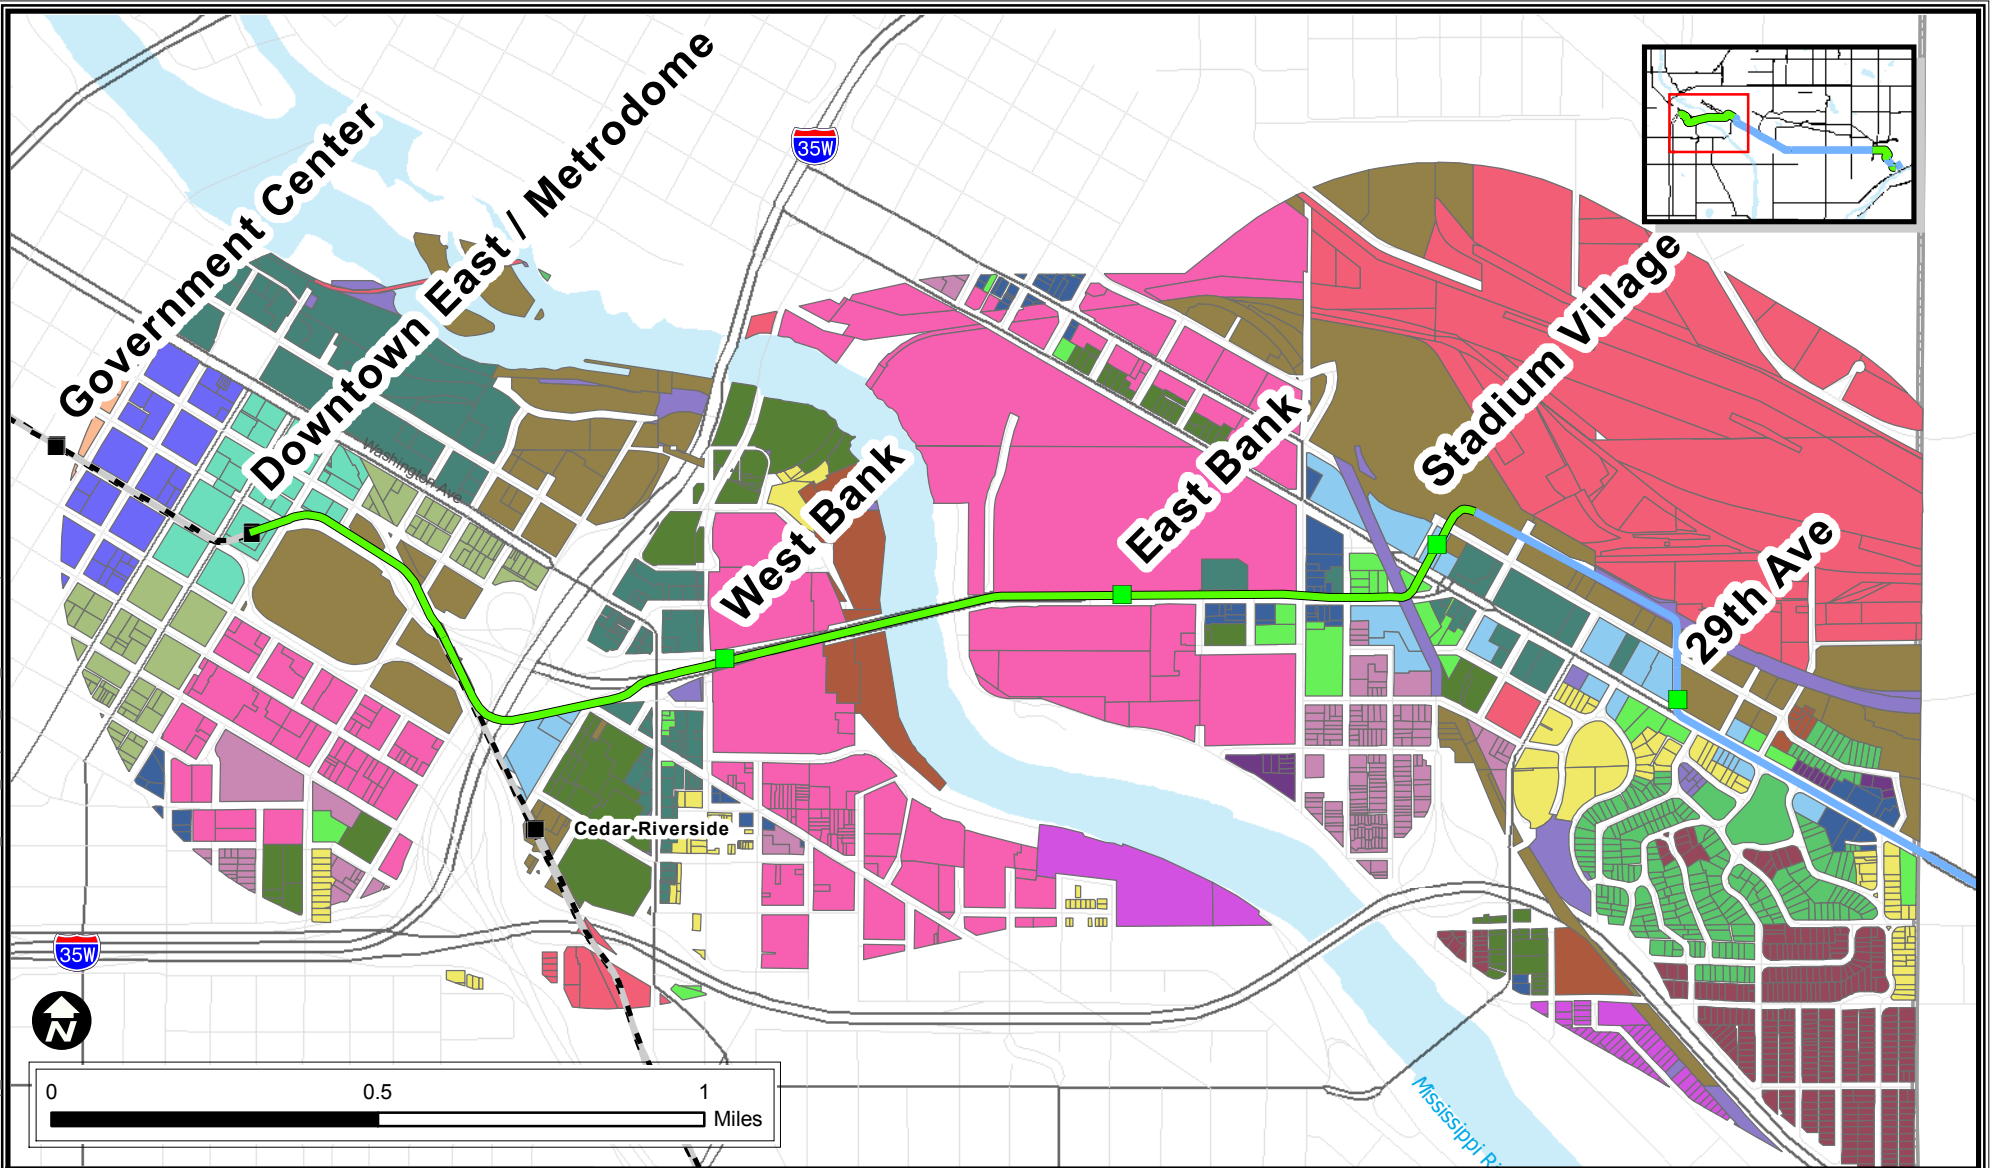 Government Center
Downtown East / Metrodome
35W
Stadium Village
Washington Ave
East Bank
West Bank
29th Ave
Cedar-Riverside
35W
N
0 0.5 1
Miles
Mississippi Ri